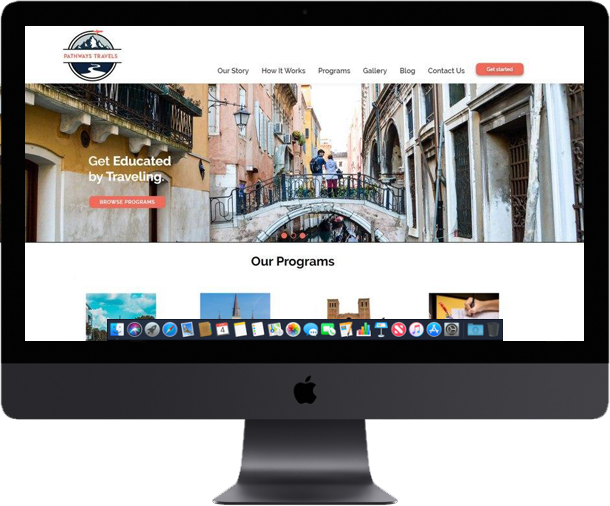 PATHWAYS TRAVELS
Our Story How It Works Programs Gallery Blog Contact Us Get started
Get Educated
by Traveling.
BROWSE PROGRAMS
Our Programs